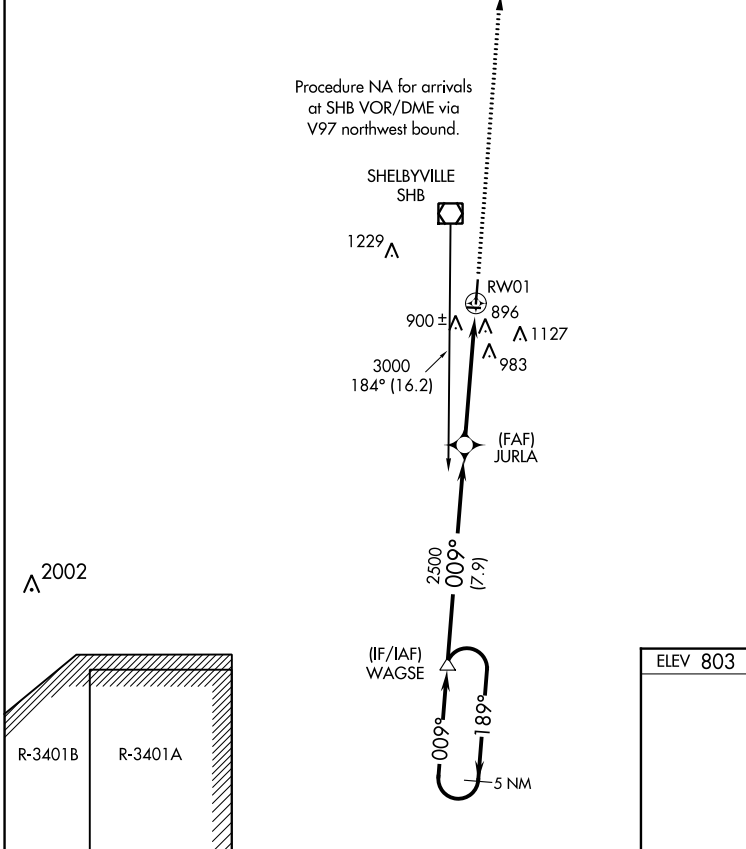 Procedure NA for arrivals
at SHB VOR/DME via
V97 northwest bound.
SHELBYVILLE
SHB
1229
RW01
900 ±
896
1127
983
3000
184° (16.2)
(FAF)
JURLA
2500
009°
(7.9)
2002
(IF/IAF)
WAGSE
ELEV 803
009°
189°
R-3401B
R-3401A
5 NM